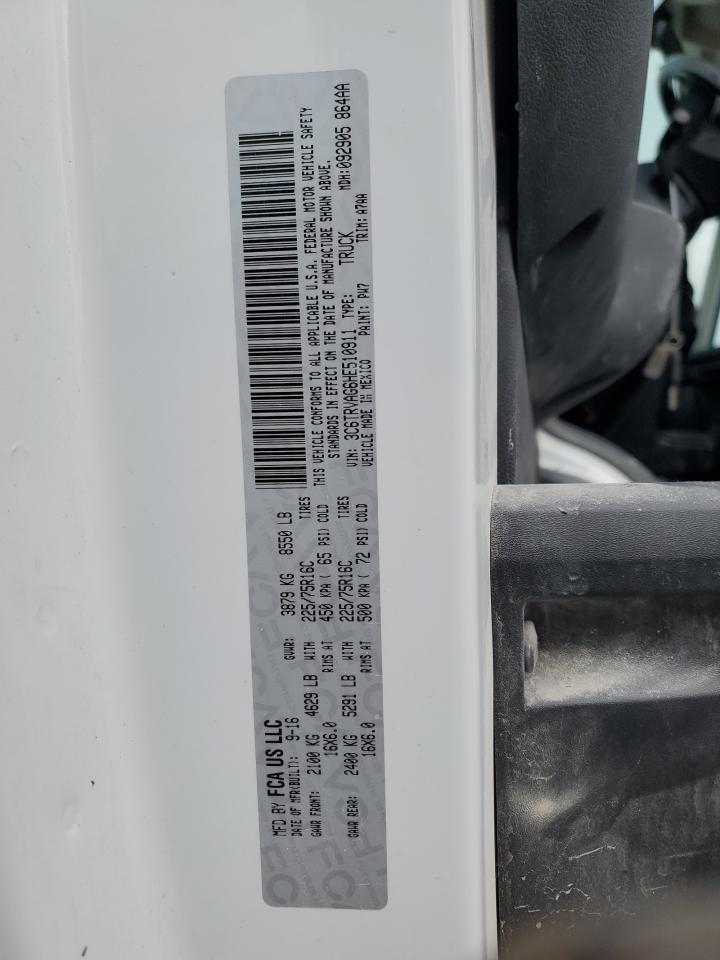 MFD BY FCA US LLC
DATE OF MFR(BUILT): 9-16 GVWR: 3879 KG 8550 LB
GAWR FRONT: 2100 KG 4629 LB WITH 225/75R16C TIRES
16X6.0 RIMS AT 450 KPA ( 65 PSI) COLD
GAWR REAR: 2400 KG 5291 LB WITH 225/75R16C TIRES
16X6.0 RIMS AT 500 KPA ( 72 PSI) COLD
THIS VEHICLE CONFORMS TO ALL APPLICABLE U.S.A. FEDERAL MOTOR VEHICLE SAFETY
STANDARDS IN EFFECT ON THE DATE OF MANUFACTURE SHOWN ABOVE.
VIN: 3C6TRVAG6HE510911 TYPE: TRUCK MDH:092905 864AA
VEHICLE MADE IN MEXICO PAINT: PW7 TRIM: A7AA